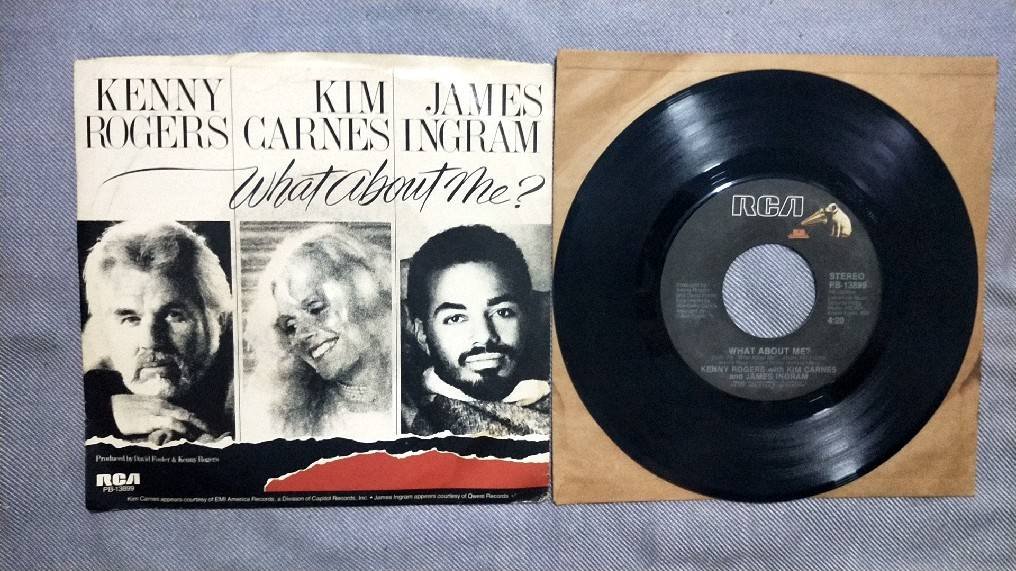 KENNY ROGERS
KIM CARNES
JAMES INGRAM
What About Me?
Produced by David Foster & Kenny Rogers
RCA
PB-13899
Kim Carnes appears courtesy of EMI America Records, a Division of Capitol Records, Inc. • James Ingram appears courtesy of Qwest Records
RCA
STEREO
PB-13899
4:20
WHAT ABOUT ME?
KENNY ROGERS with KIM CARNES
and JAMES INGRAM